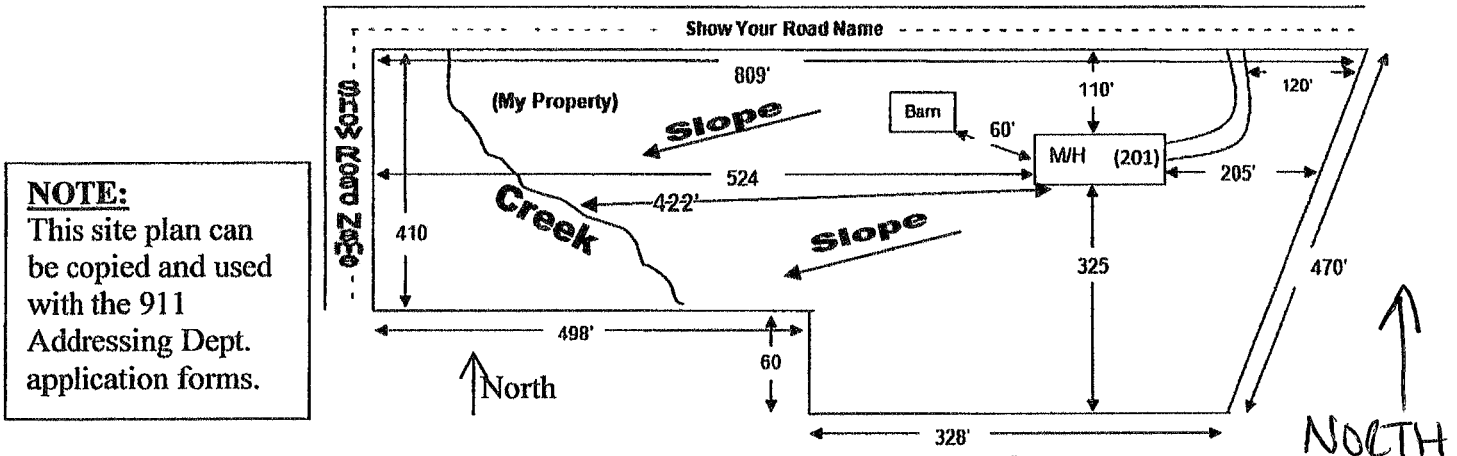 Show Your Road Name
SHOW ROAD NAME
809'
(My Property)
Slope
Barn
60'
110'
120'
M/H (201)
205'
524
422'
Creek
Slope
410
325
470'
498'
60
North
328'
NORTH
NOTE:
This site plan can
be copied and used
with the 911
Addressing Dept.
application forms.